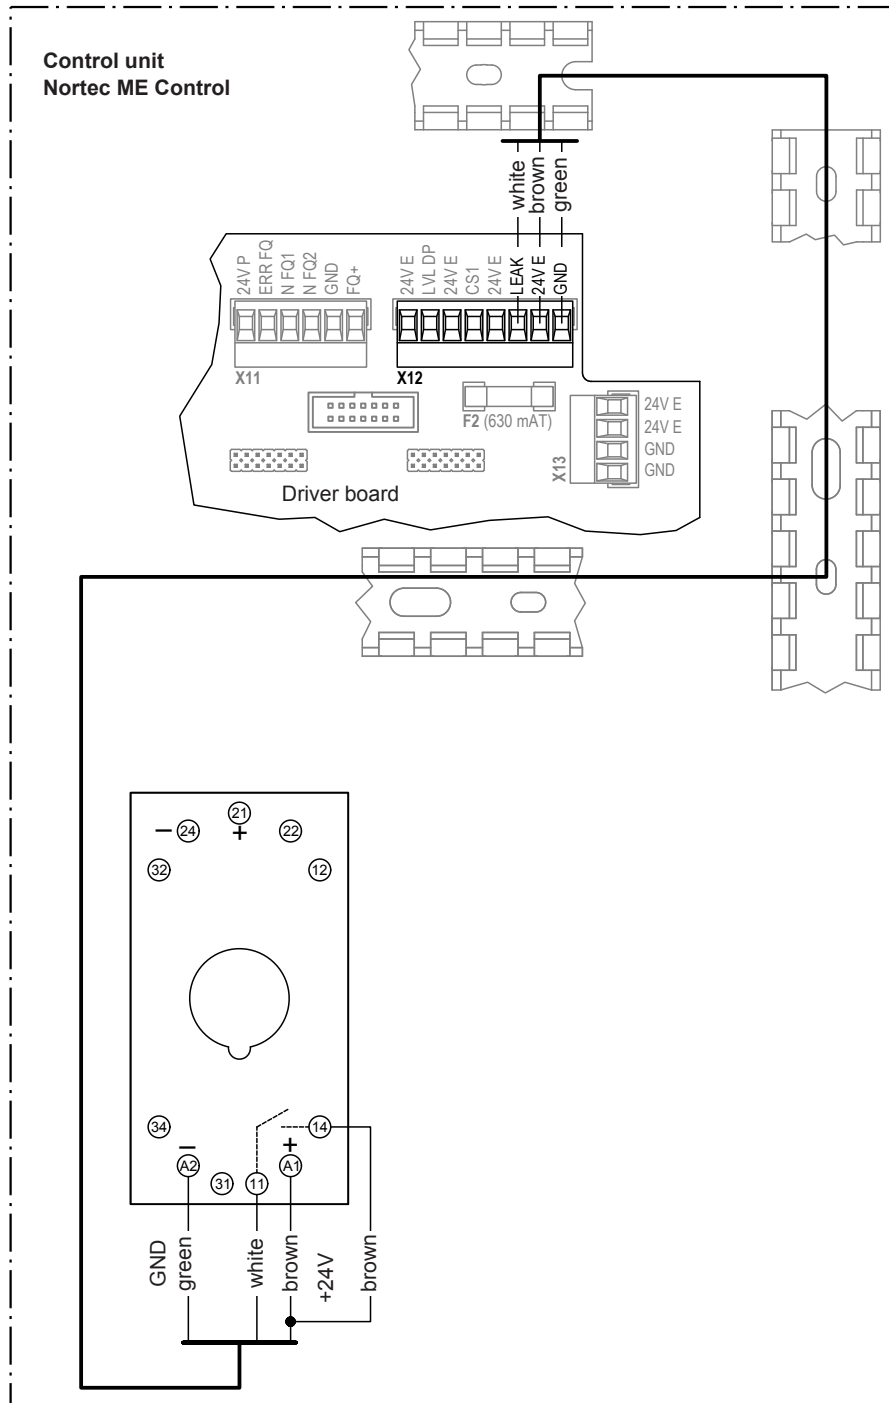 Control unit
Nortec ME Control
white
brown
green
24V P
ERR FQ
N FQ1
N FQ2
GND
FQ+
24V E
LVL DP
24V E
CS1
24V E
LEAK
24V E
GND
X11
X12
F2 (630 mAT)
X13
24V E
24V E
GND
GND
Driver board
21
− 24
+
22
32
12
34
14
−
+
A2
A1
31
11
GND
green
white
brown
+24V
brown